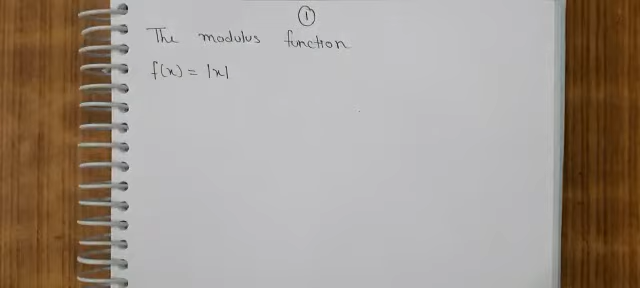 ①
The modulus function
f(x) = |x|